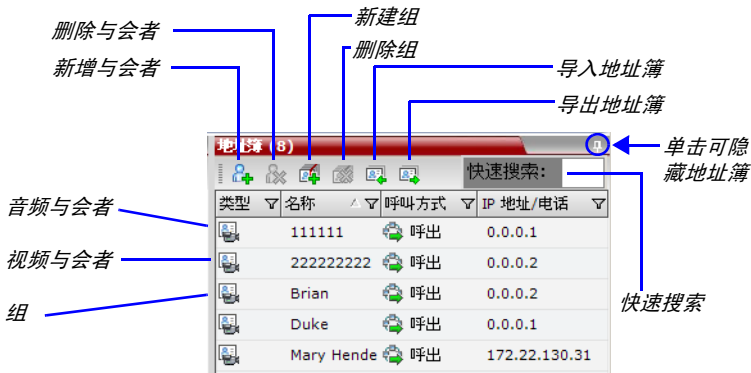 新建组
删除与会者
删除组
新增与会者
导入地址簿
导出地址簿
地址簿 (8)
单击可隐
藏地址簿
快速搜索:
类型 名称 呼叫方式 IP 地址/电话
音频与会者
111111 呼出 0.0.0.1
视频与会者
222222222 呼出 0.0.0.2
Brian 呼出 0.0.0.2
快速搜索
组
Duke 呼出 0.0.0.1
Mary Hende 呼出 172.22.130.31